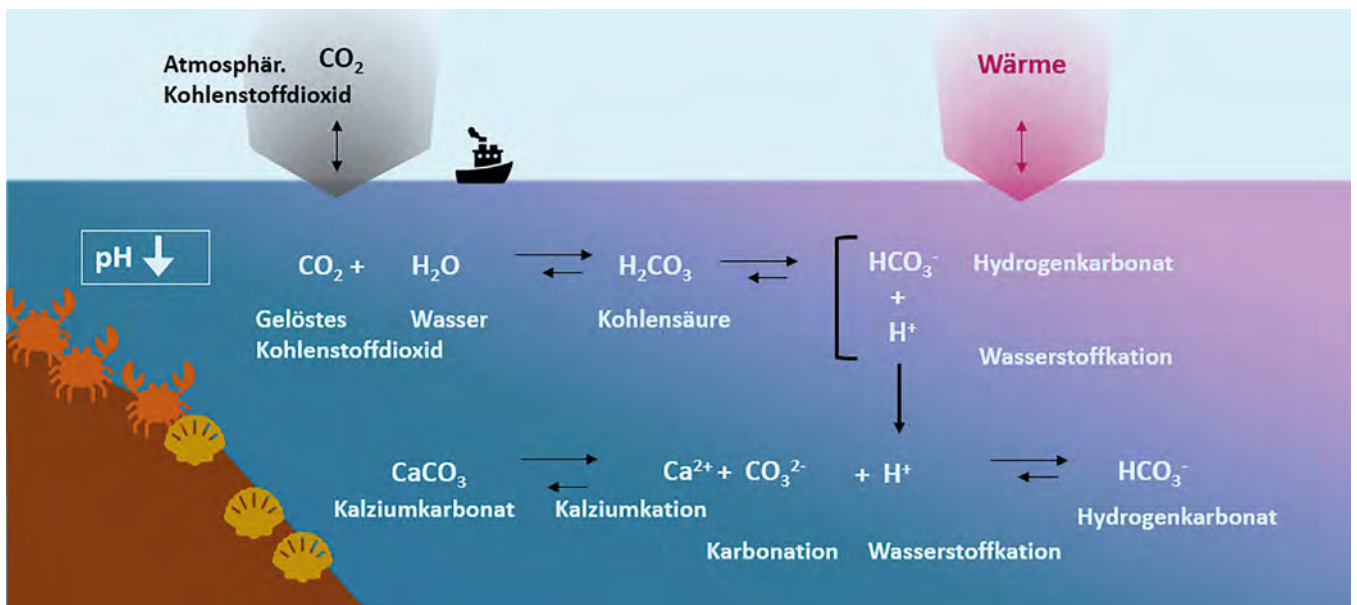 Atmosphär. CO₂
Kohlenstoffdioxid
Wärme
pH
CO₂ + H₂O H₂CO₃ HCO₃⁻ Hydrogenkarbonat
+
H⁺
Gelöstes Wasser Kohlensäure
Kohlenstoffdioxid
Wasserstoffkation
CaCO₃ Ca²⁺ + CO₃²⁻ + H⁺ HCO₃⁻
Kalziumkarbonat Kalziumkation Hydrogenkarbonat
Karbonation Wasserstoffkation